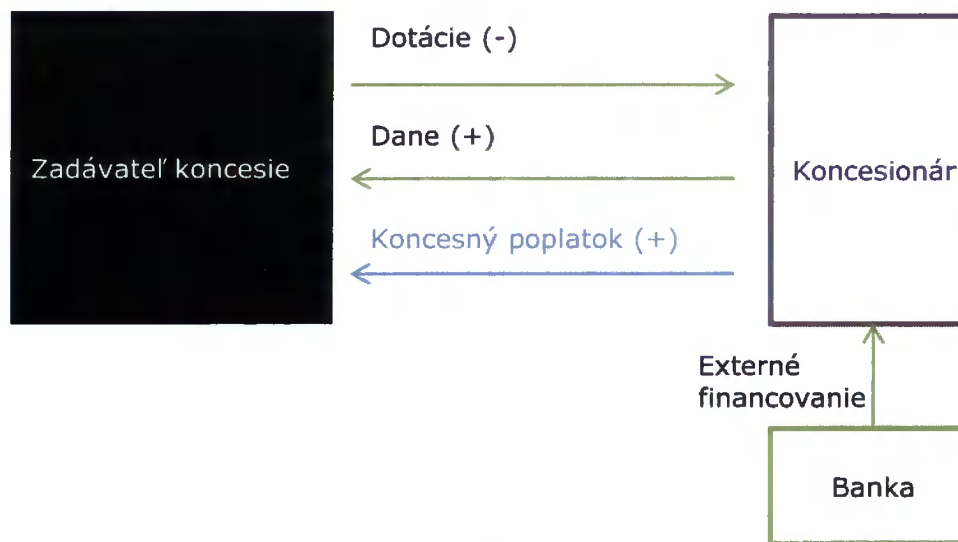 Dotácie (-)
Dane (+)
Zadávateľ koncesie
Koncesionár
Koncesný poplatok (+)
Externé
financovanie
Banka